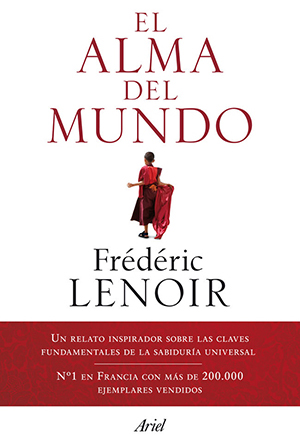 EL
ALMA
DEL
MUNDO
Frédéric
LENOIR
UN RELATO INSPIRADOR SOBRE LAS CLAVES
FUNDAMENTALES DE LA SABIDURÍA UNIVERSAL
Nº1 EN FRANCIA CON MÁS DE 200.000
EJEMPLARES VENDIDOS
Ariel